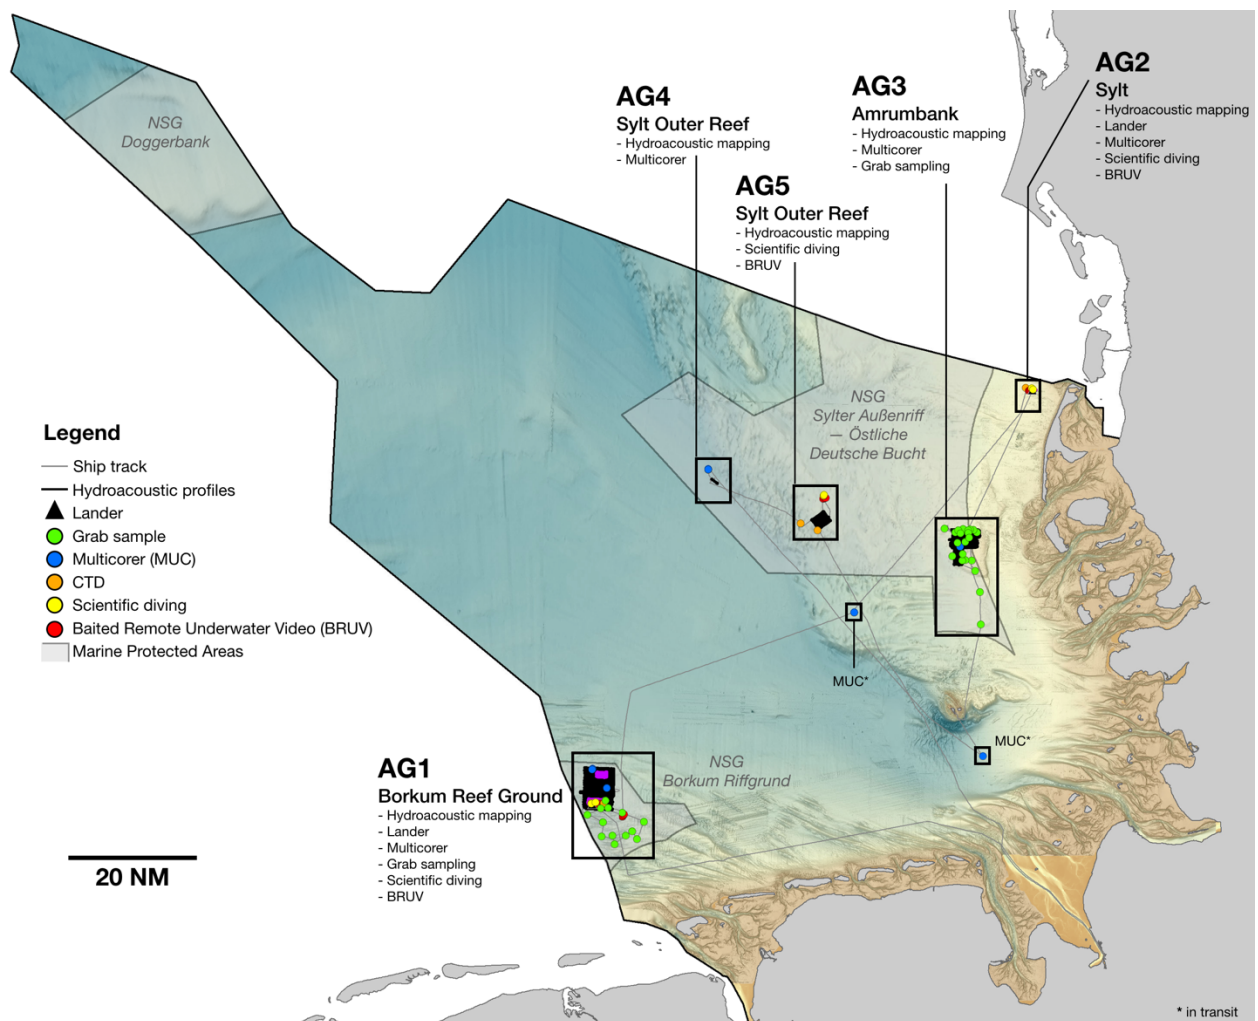 AG2
Sylt
- Hydroacoustic mapping
- Lander
- Multicorer
- Scientific diving
- BRUV
AG3
Amrumbank
- Hydroacoustic mapping
- Multicorer
- Grab sampling
AG4
Sylt Outer Reef
- Hydroacoustic mapping
- Multicorer
AG5
Sylt Outer Reef
- Hydroacoustic mapping
- Scientific diving
- BRUV
NSG
Doggerbank
NSG
Sylter Außenriff
— Östliche
Deutsche Bucht
Legend
Ship track
Hydroacoustic profiles
Lander
Grab sample
Multicorer (MUC)
CTD
Scientific diving
Baited Remote Underwater Video (BRUV)
Marine Protected Areas
MUC*
MUC*
NSG
Borkum Riffgrund
AG1
Borkum Reef Ground
- Hydroacoustic mapping
- Lander
- Multicorer
- Grab sampling
- Scientific diving
- BRUV
20 NM
* in transit